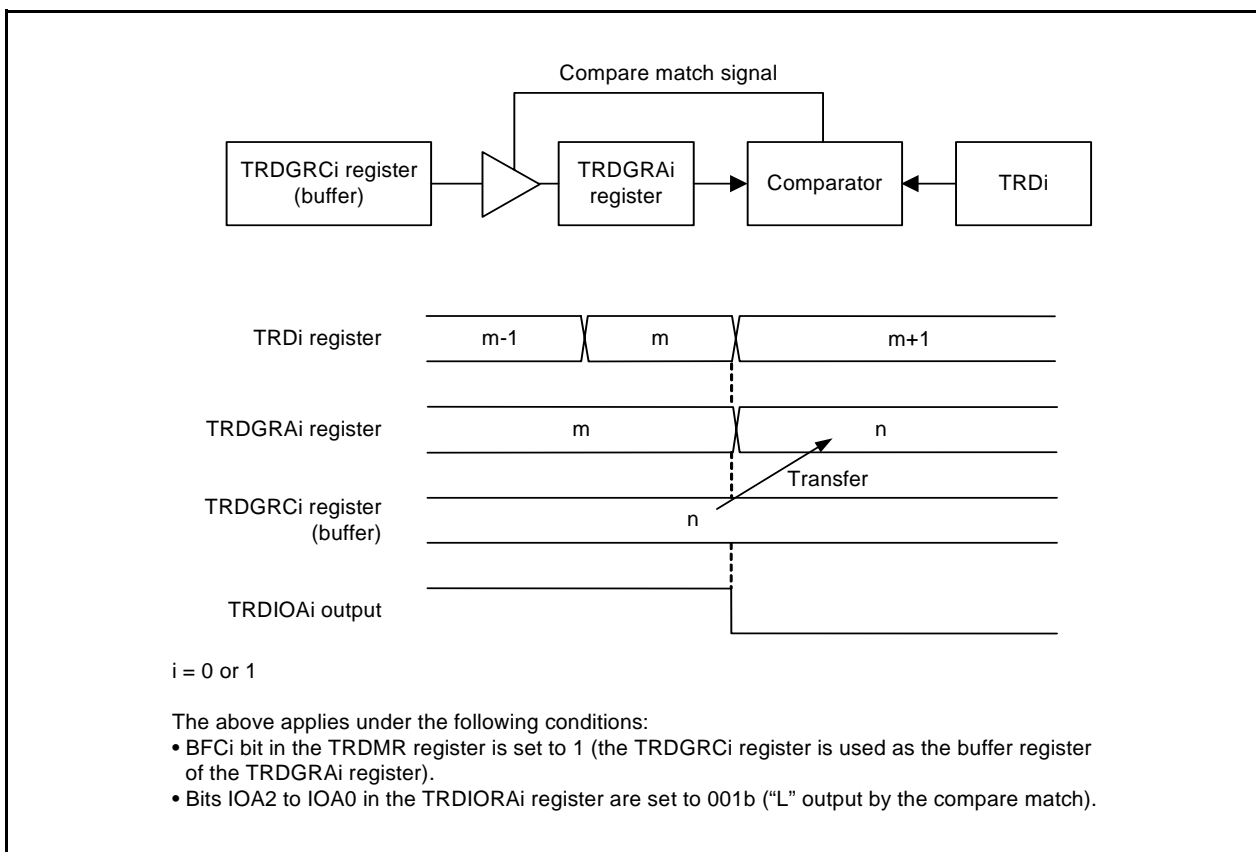 Compare match signal
TRDGRCi register
(buffer)
TRDGRAi
register
Comparator
TRDi
TRDi register
m-1
m
m+1
TRDGRAi register
m
n
Transfer
TRDGRCi register
(buffer)
n
TRDIOAi output
i = 0 or 1
The above applies under the following conditions:
• BFCi bit in the TRDMR register is set to 1 (the TRDGRCi register is used as the buffer register
of the TRDGRAi register).
• Bits IOA2 to IOA0 in the TRDIORAi register are set to 001b (“L” output by the compare match).